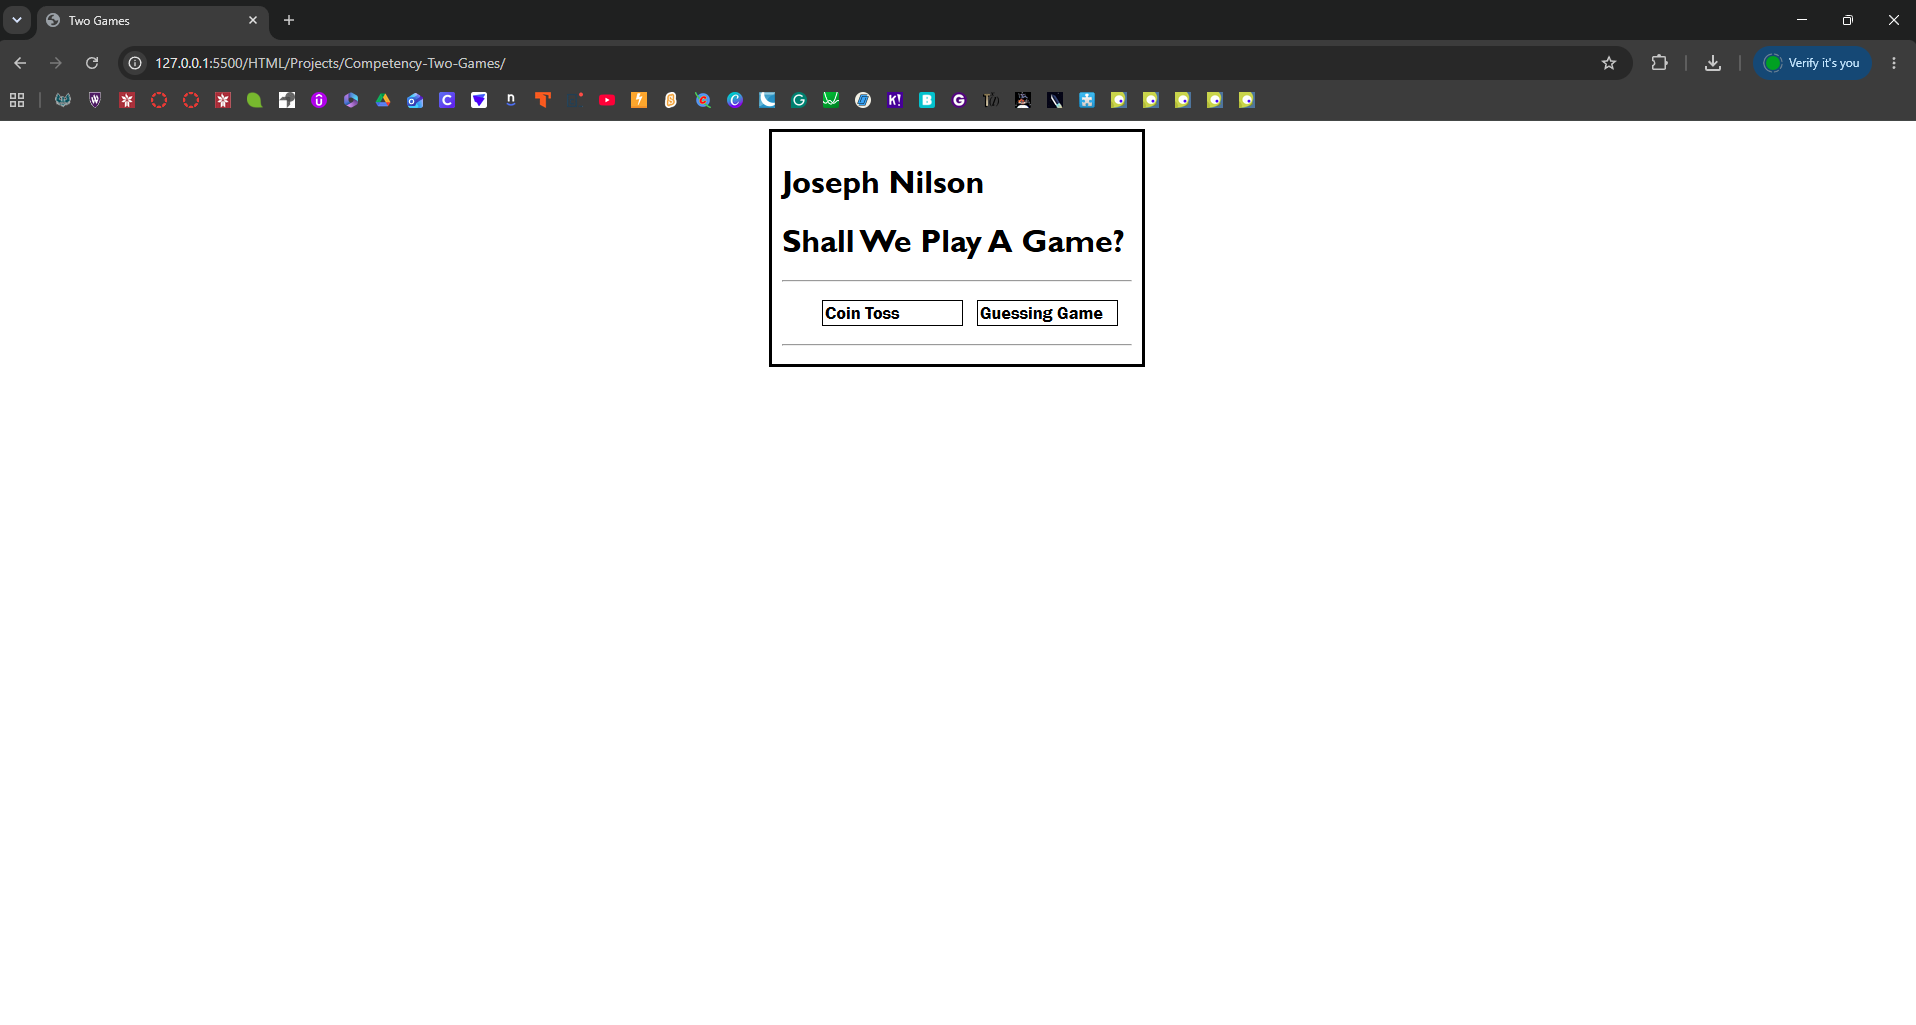 Two Games
127.0.0.1:5500/HTML/Projects/Competency-Two-Games/
Verify it's you
Joseph Nilson
Shall We Play A Game?
Coin Toss Guessing Game